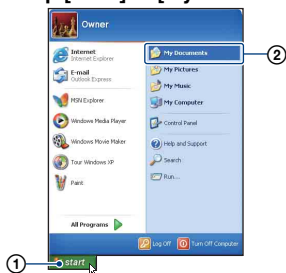 Owner
Internet
Internet Explorer
E-mail
Outlook Express
MSN Explorer
Windows Media Player
Windows Movie Maker
Tour Windows XP
Paint
All Programs
My Documents
②
My Pictures
My Music
My Computer
Control Panel
Help and Support
Search
Run...
Log Off
Turn Off Computer
①
start